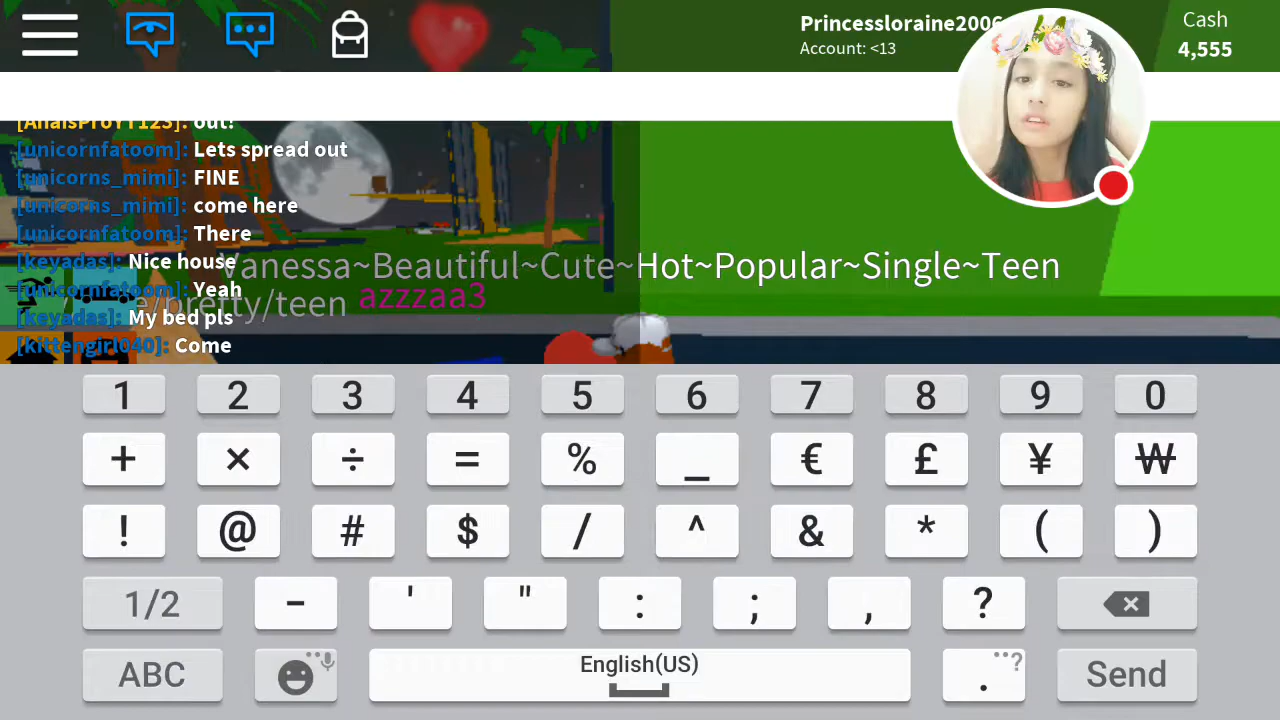 Princessloraine2006
Account: <13
Cash
4,555
[AnaisProYT123]: out!
[unicornfatoom]: Lets spread out
[unicorns_mimi]: FINE
[unicorns_mimi]: come here
[unicornfatoom]: There
[keyadas]: Nice house
[unicornfatoom]: Yeah
[keyadas]: My bed pls
[kittengirl040]: Come
Vanessa~Beautiful~Cute~Hot~Popular~Single~Teen
/pretty/teen
azzzaa3
1 2 3 4 5 6 7 8 9 0
+ × ÷ = % _ € £ ¥ ₩
! @ # $ / ^ & * ( )
1/2 - ' " : ; , ?
ABC English(US) . ? Send